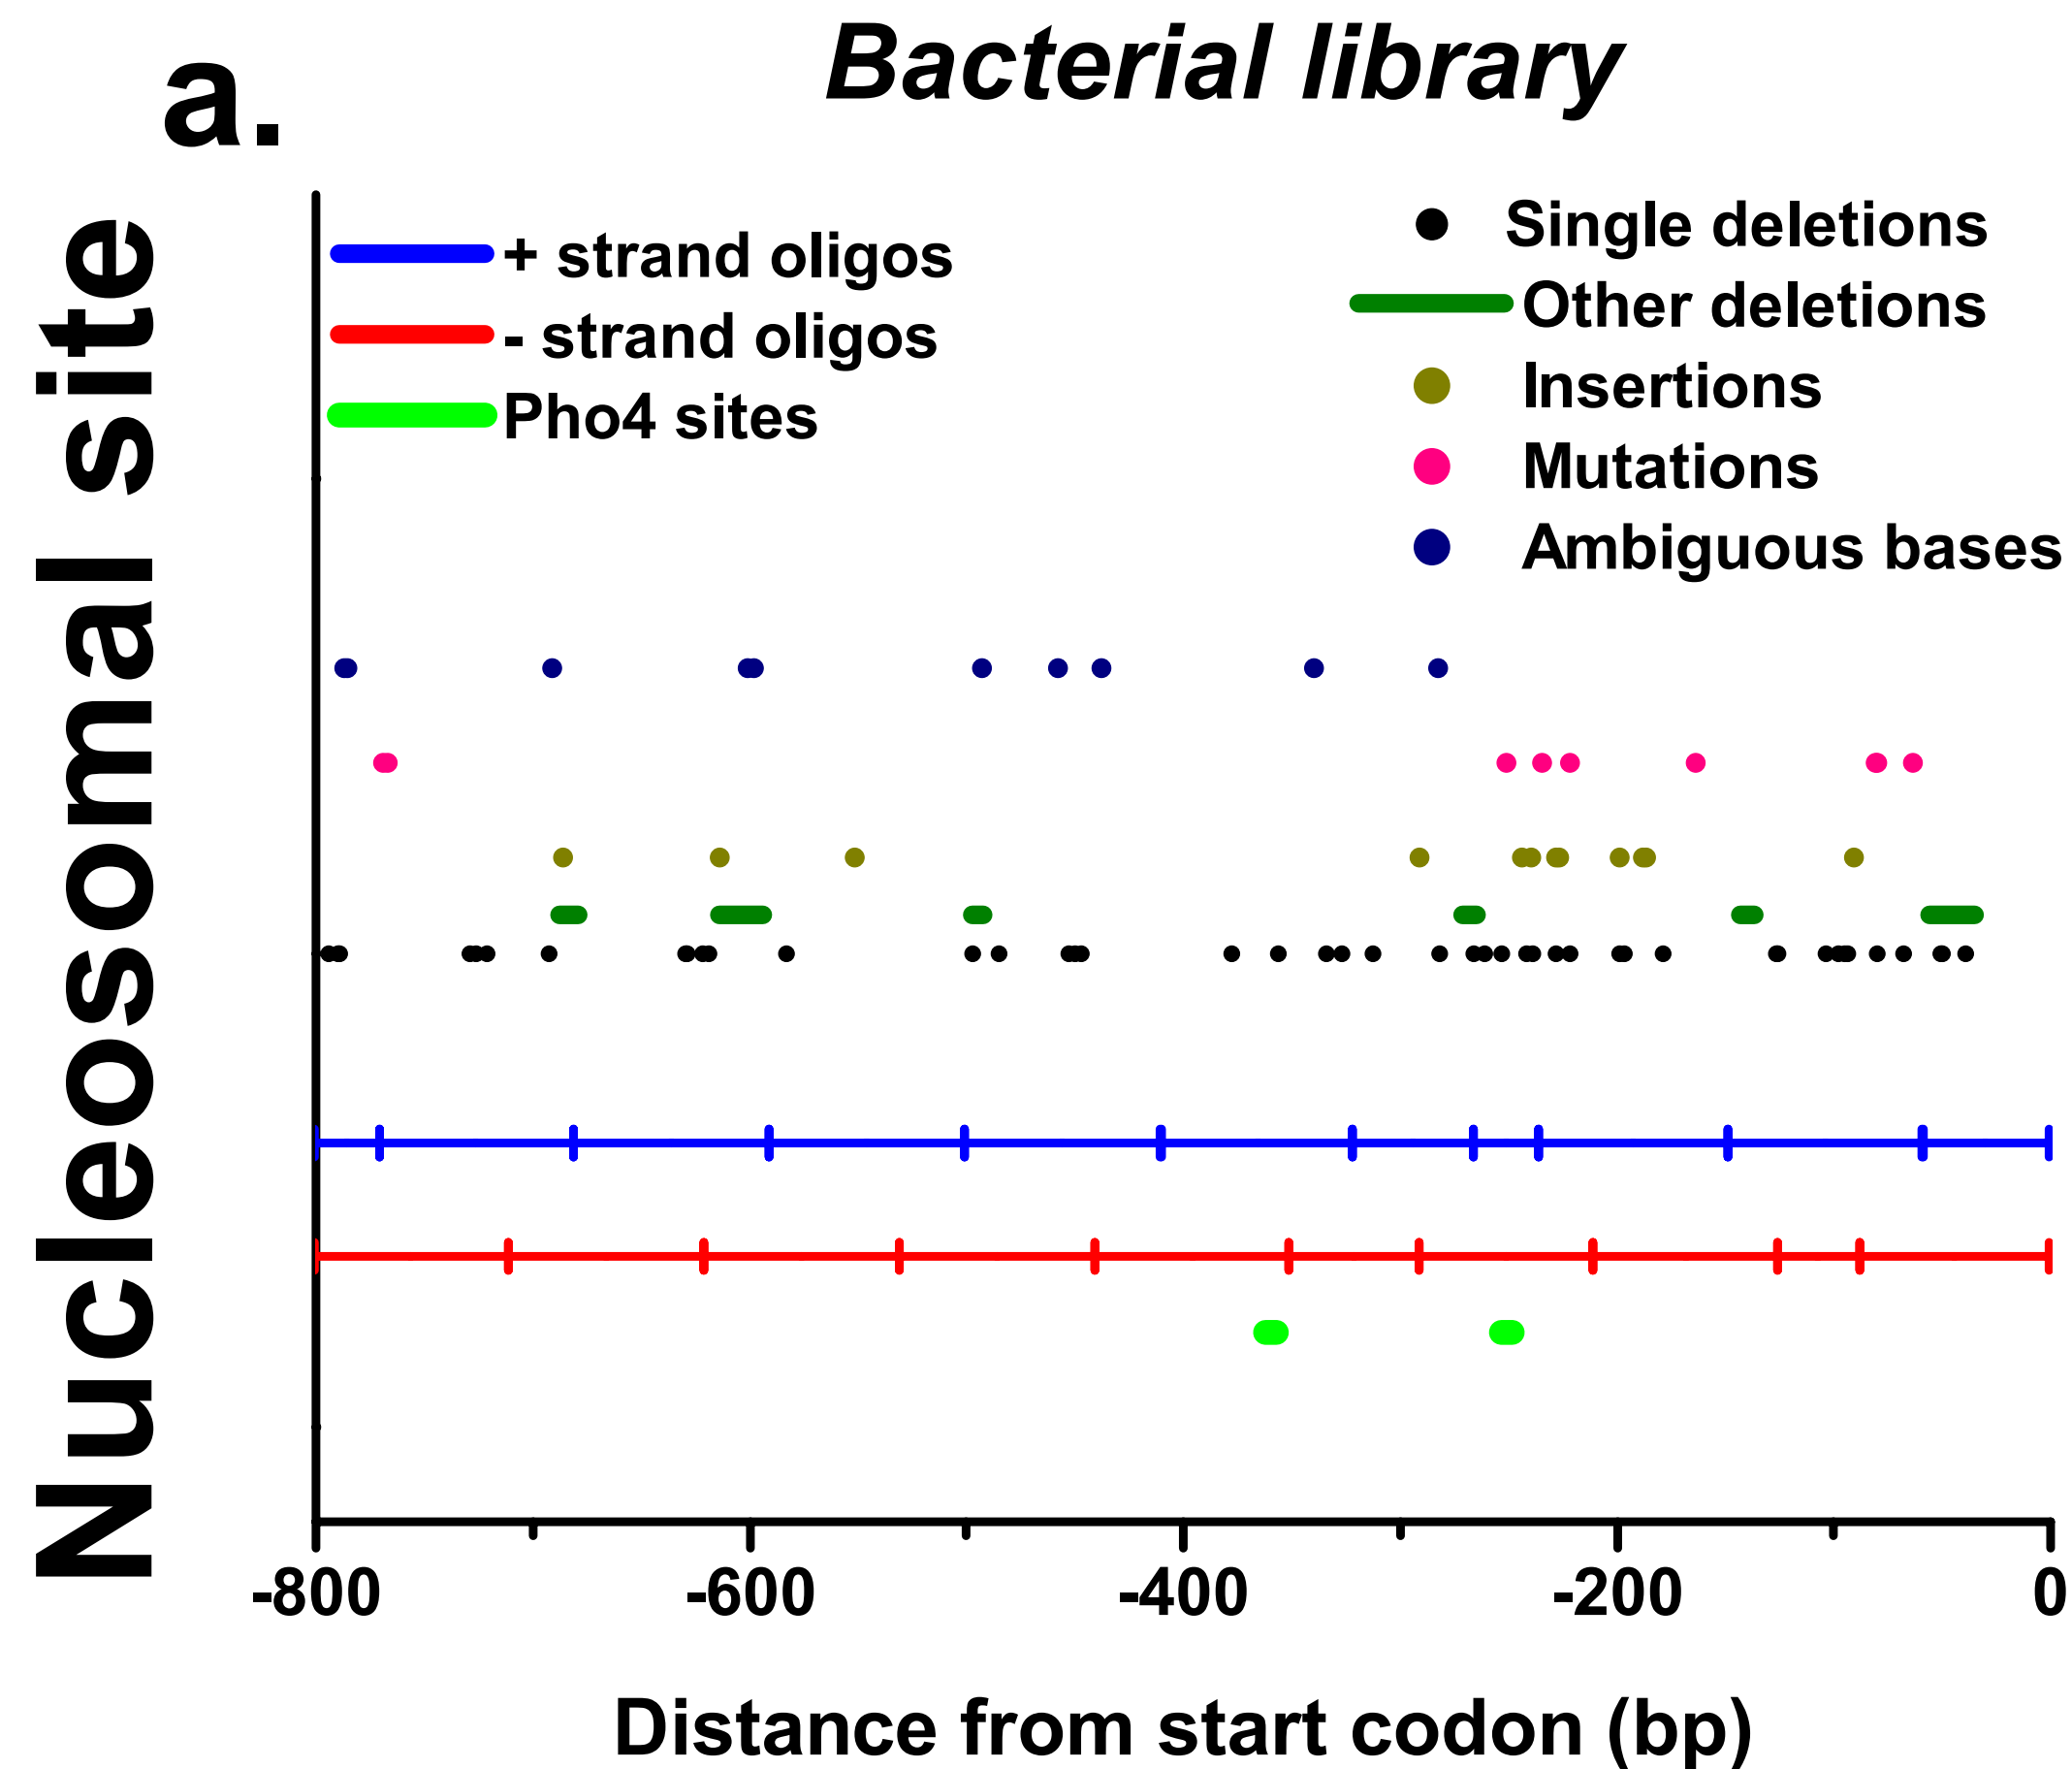 a.
Bacterial library
Nucleosomal site
+ strand oligos
- strand oligos
Pho4 sites
Single deletions
Other deletions
Insertions
Mutations
Ambiguous bases
-800
-600
-400
-200
0
Distance from start codon (bp)